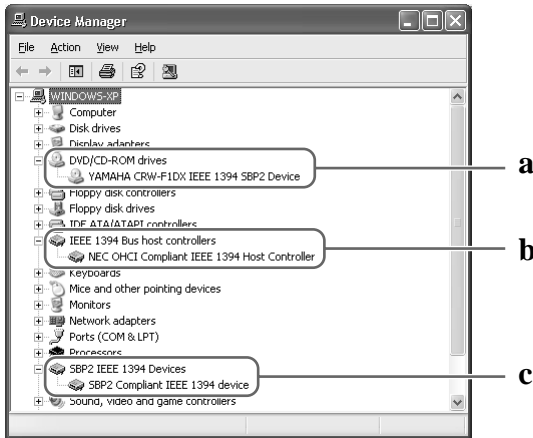 Device Manager
File Action View Help
WINDOWS-XP
Computer
Disk drives
Display adapters
DVD/CD-ROM drives
YAMAHA CRW-F1DX IEEE 1394 SBP2 Device
Floppy disk controllers
Floppy disk drives
IDE ATA/ATAPI controllers
IEEE 1394 Bus host controllers
NEC OHCI Compliant IEEE 1394 Host Controller
Keyboards
Mice and other pointing devices
Monitors
Network adapters
Ports (COM & LPT)
Processors
SBP2 IEEE 1394 Devices
SBP2 Compliant IEEE 1394 device
Sound, video and game controllers
a
b
c